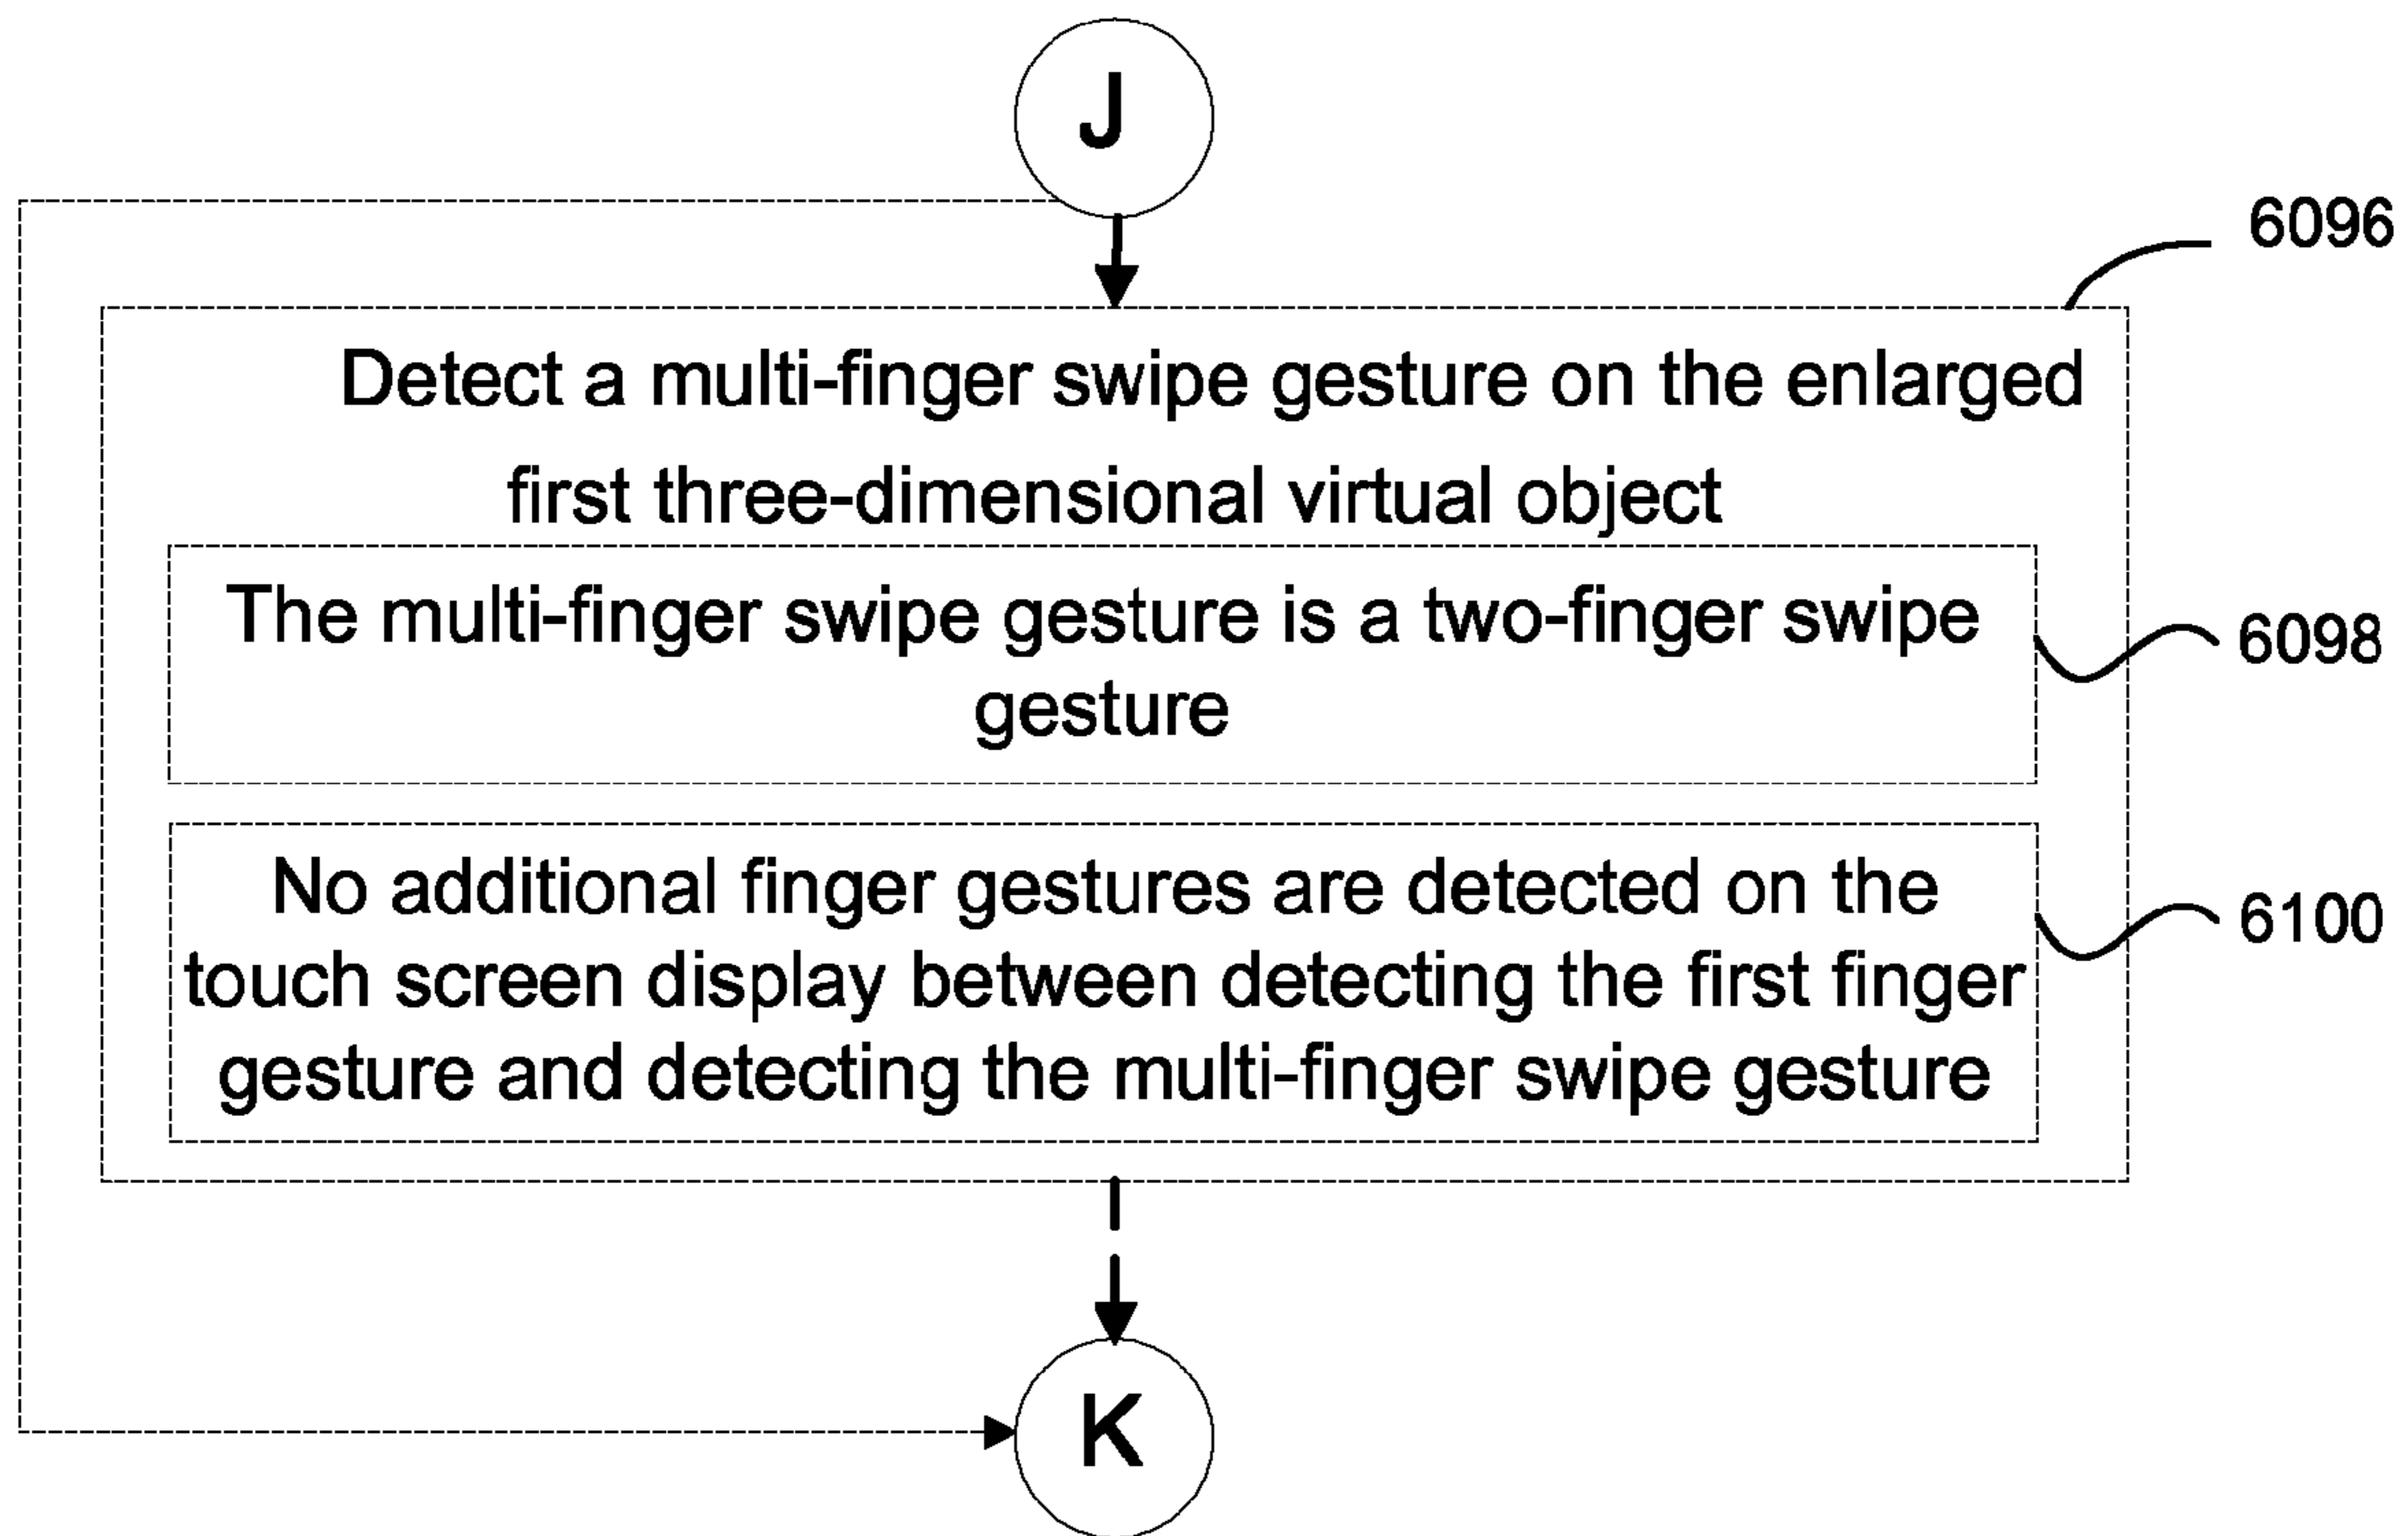 J
6096
Detect a multi-finger swipe gesture on the enlarged
first three-dimensional virtual object
The multi-finger swipe gesture is a two-finger swipe
gesture
6098
No additional finger gestures are detected on the
touch screen display between detecting the first finger
gesture and detecting the multi-finger swipe gesture
6100
K